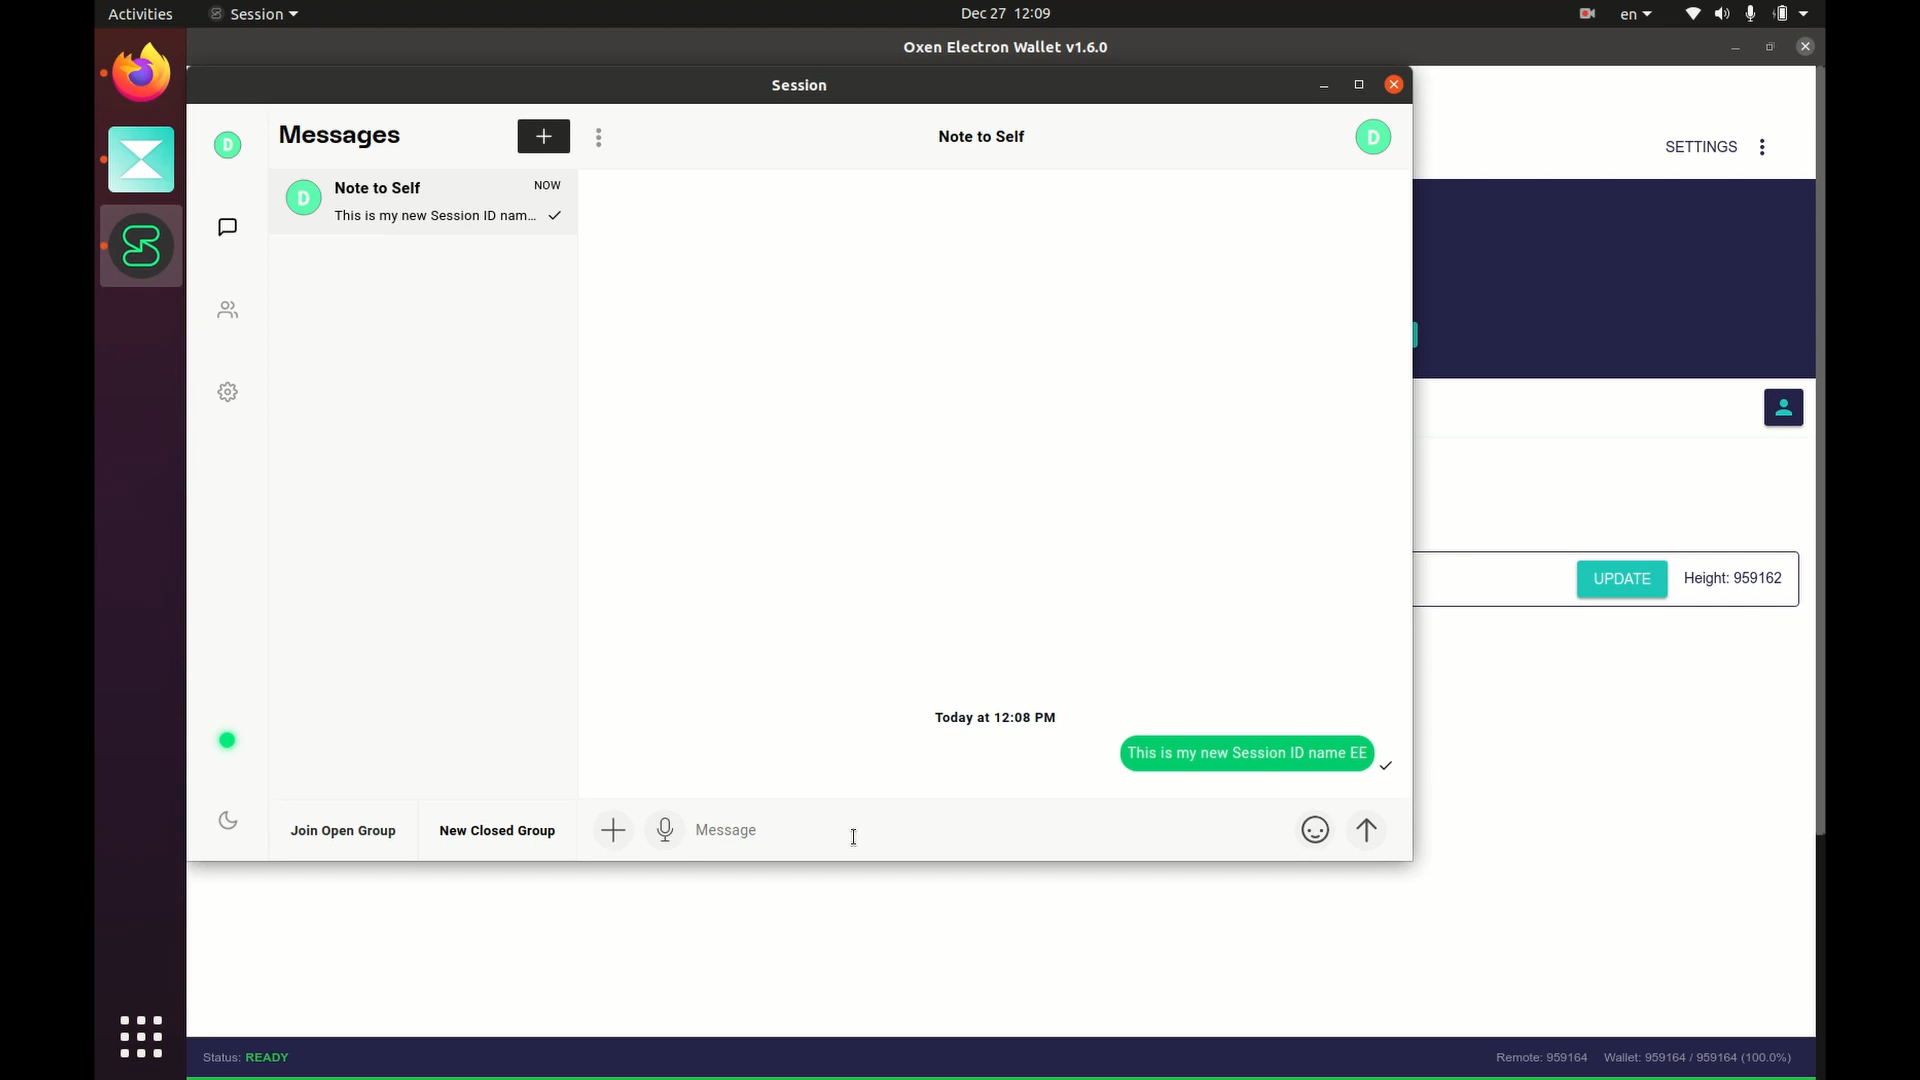 Activities
Session
Dec 27 12:09
en
Oxen Electron Wallet v1.6.0
Session
SETTINGS
D
Messages
Note to Self
D
D
Note to Self
NOW
This is my new Session ID nam...
UPDATE
Height: 959162
Today at 12:08 PM
This is my new Session ID name EE
Join Open Group
New Closed Group
Message
Status: READY
Remote: 959164
Wallet: 959164 / 959164 (100.0%)